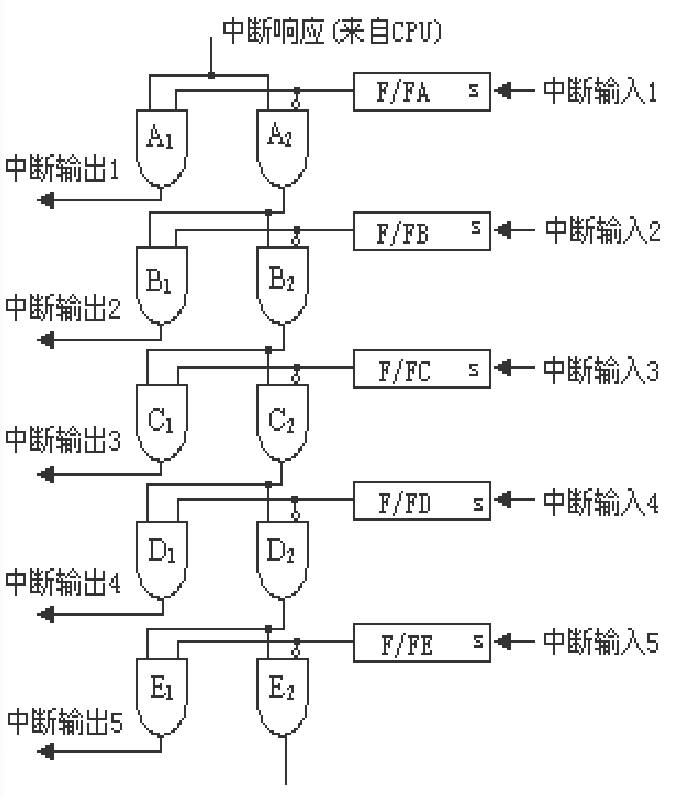 中断响应(来自CPU)
F/FA S 中断输入1
A1 A2
中断输出1
F/FB S 中断输入2
B1 B2
中断输出2
F/FC S 中断输入3
C1 C2
中断输出3
F/FD S 中断输入4
D1 D2
中断输出4
F/FE S 中断输入5
E1 E2
中断输出5